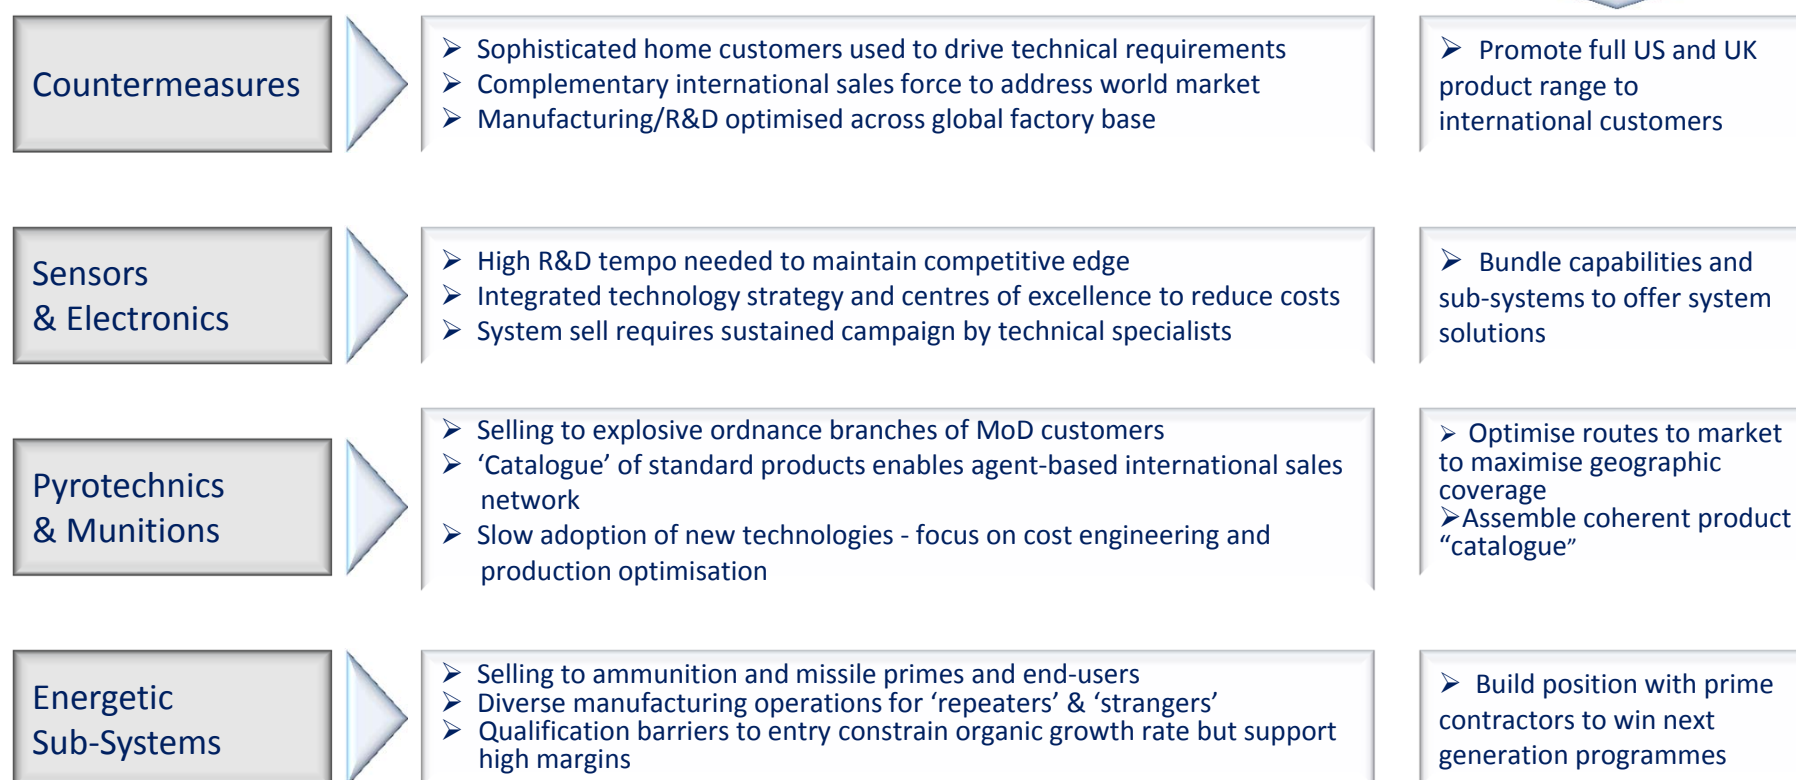 Countermeasures
➢ Sophisticated home customers used to drive technical requirements
➢ Complementary international sales force to address world market
➢ Manufacturing/R&D optimised across global factory base
➢ Promote full US and UK
product range to
international customers
Sensors
& Electronics
➢ High R&D tempo needed to maintain competitive edge
➢ Integrated technology strategy and centres of excellence to reduce costs
➢ System sell requires sustained campaign by technical specialists
➢ Bundle capabilities and
sub-systems to offer system
solutions
Pyrotechnics
& Munitions
➢ Selling to explosive ordnance branches of MoD customers
➢ ‘Catalogue’ of standard products enables agent-based international sales
network
➢ Slow adoption of new technologies - focus on cost engineering and
production optimisation
➢ Optimise routes to market
to maximise geographic
coverage
➢Assemble coherent product
“catalogue”
Energetic
Sub-Systems
➢ Selling to ammunition and missile primes and end-users
➢ Diverse manufacturing operations for ‘repeaters’ & ‘strangers’
➢ Qualification barriers to entry constrain organic growth rate but support
high margins
➢ Build position with prime
contractors to win next
generation programmes